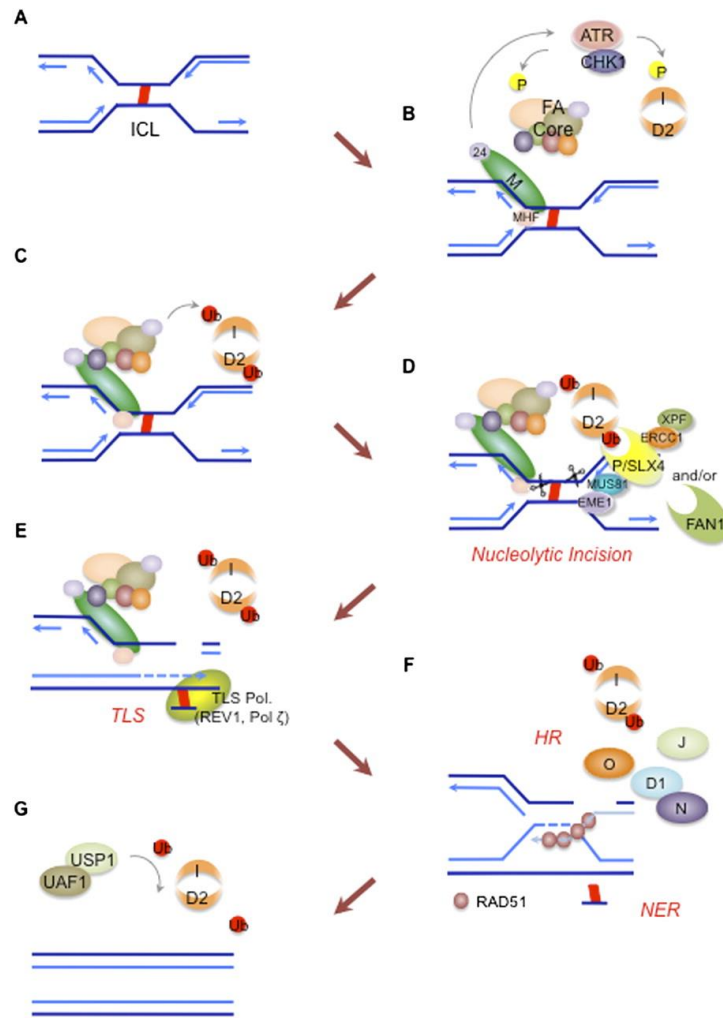 A
ICL
B
ATR
CHK1
P
P
FA
Core
I
D2
24
M
MHF
C
Ub
I
D2
Ub
D
Ub
I
D2
Ub
XPF
ERCC1
P/SLX4
MUS81
EME1
and/or
FAN1
Nucleolytic Incision
E
Ub
I
D2
Ub
TLS
TLS Pol.
(REV1, Pol ζ)
F
Ub
I
D2
Ub
HR
J
O
D1
N
RAD51
NER
G
USP1
UAF1
Ub
I
D2
Ub